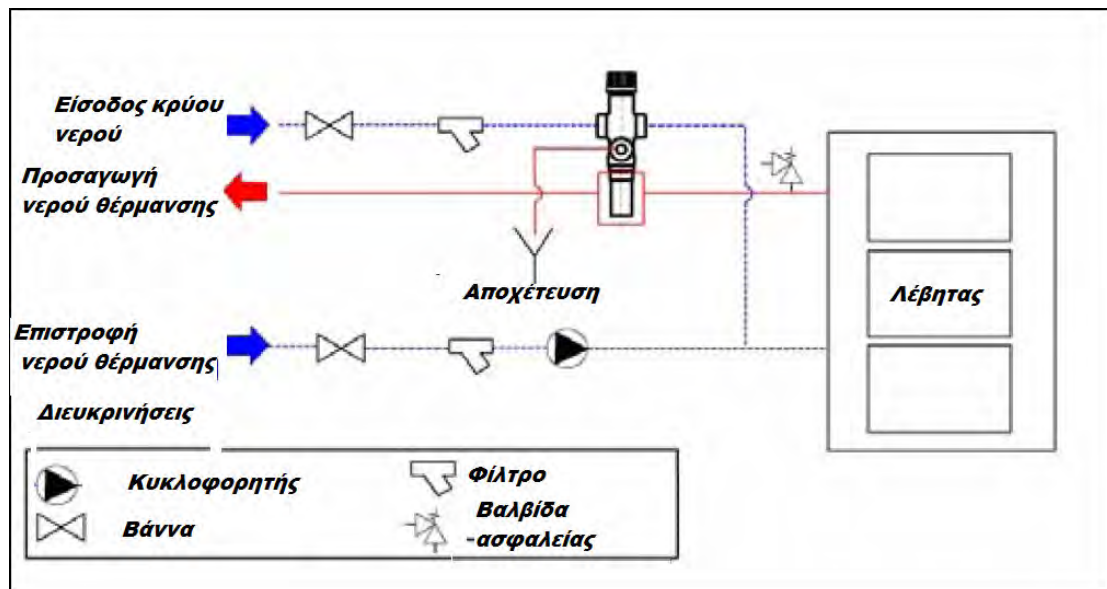 Είσοδος κρύου
νερού
Προσαγωγή
νερού θέρμανσης
Αποχέτευση
Λέβητας
Επιστροφή
νερού θέρμανσης
Διευκρινήσεις
Κυκλοφορητής
Φίλτρο
Βάννα
Βαλβίδα
-ασφαλείας